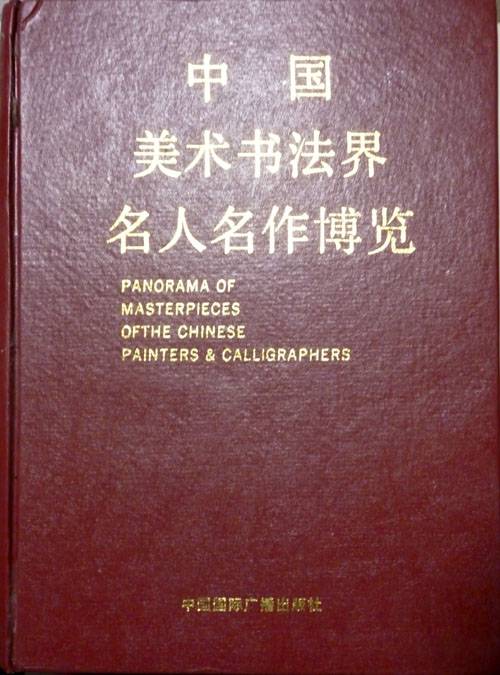 中 国
美术书法界
名人名作博览
PANORAMA OF
MASTERPIECES
OFTHE CHINESE
PAINTERS & CALLIGRAPHERS
中国国际广播出版社